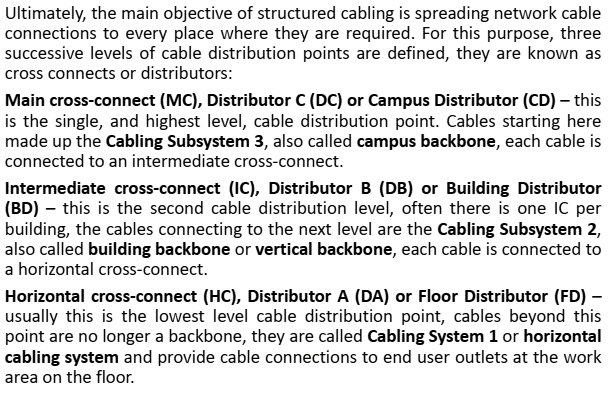 Ultimately, the main objective of structured cabling is spreading network cable
connections to every place where they are required. For this purpose, three
successive levels of cable distribution points are defined, they are known as
cross connects or distributors:
Main cross-connect (MC), Distributor C (DC) or Campus Distributor (CD) – this
is the single, and highest level, cable distribution point. Cables starting here
made up the Cabling Subsystem 3, also called campus backbone, each cable is
connected to an intermediate cross-connect.
Intermediate cross-connect (IC), Distributor B (DB) or Building Distributor
(BD) – this is the second cable distribution level, often there is one IC per
building, the cables connecting to the next level are the Cabling Subsystem 2,
also called building backbone or vertical backbone, each cable is connected to
a horizontal cross-connect.
Horizontal cross-connect (HC), Distributor A (DA) or Floor Distributor (FD) –
usually this is the lowest level cable distribution point, cables beyond this
point are no longer a backbone, they are called Cabling System 1 or horizontal
cabling system and provide cable connections to end user outlets at the work
area on the floor.